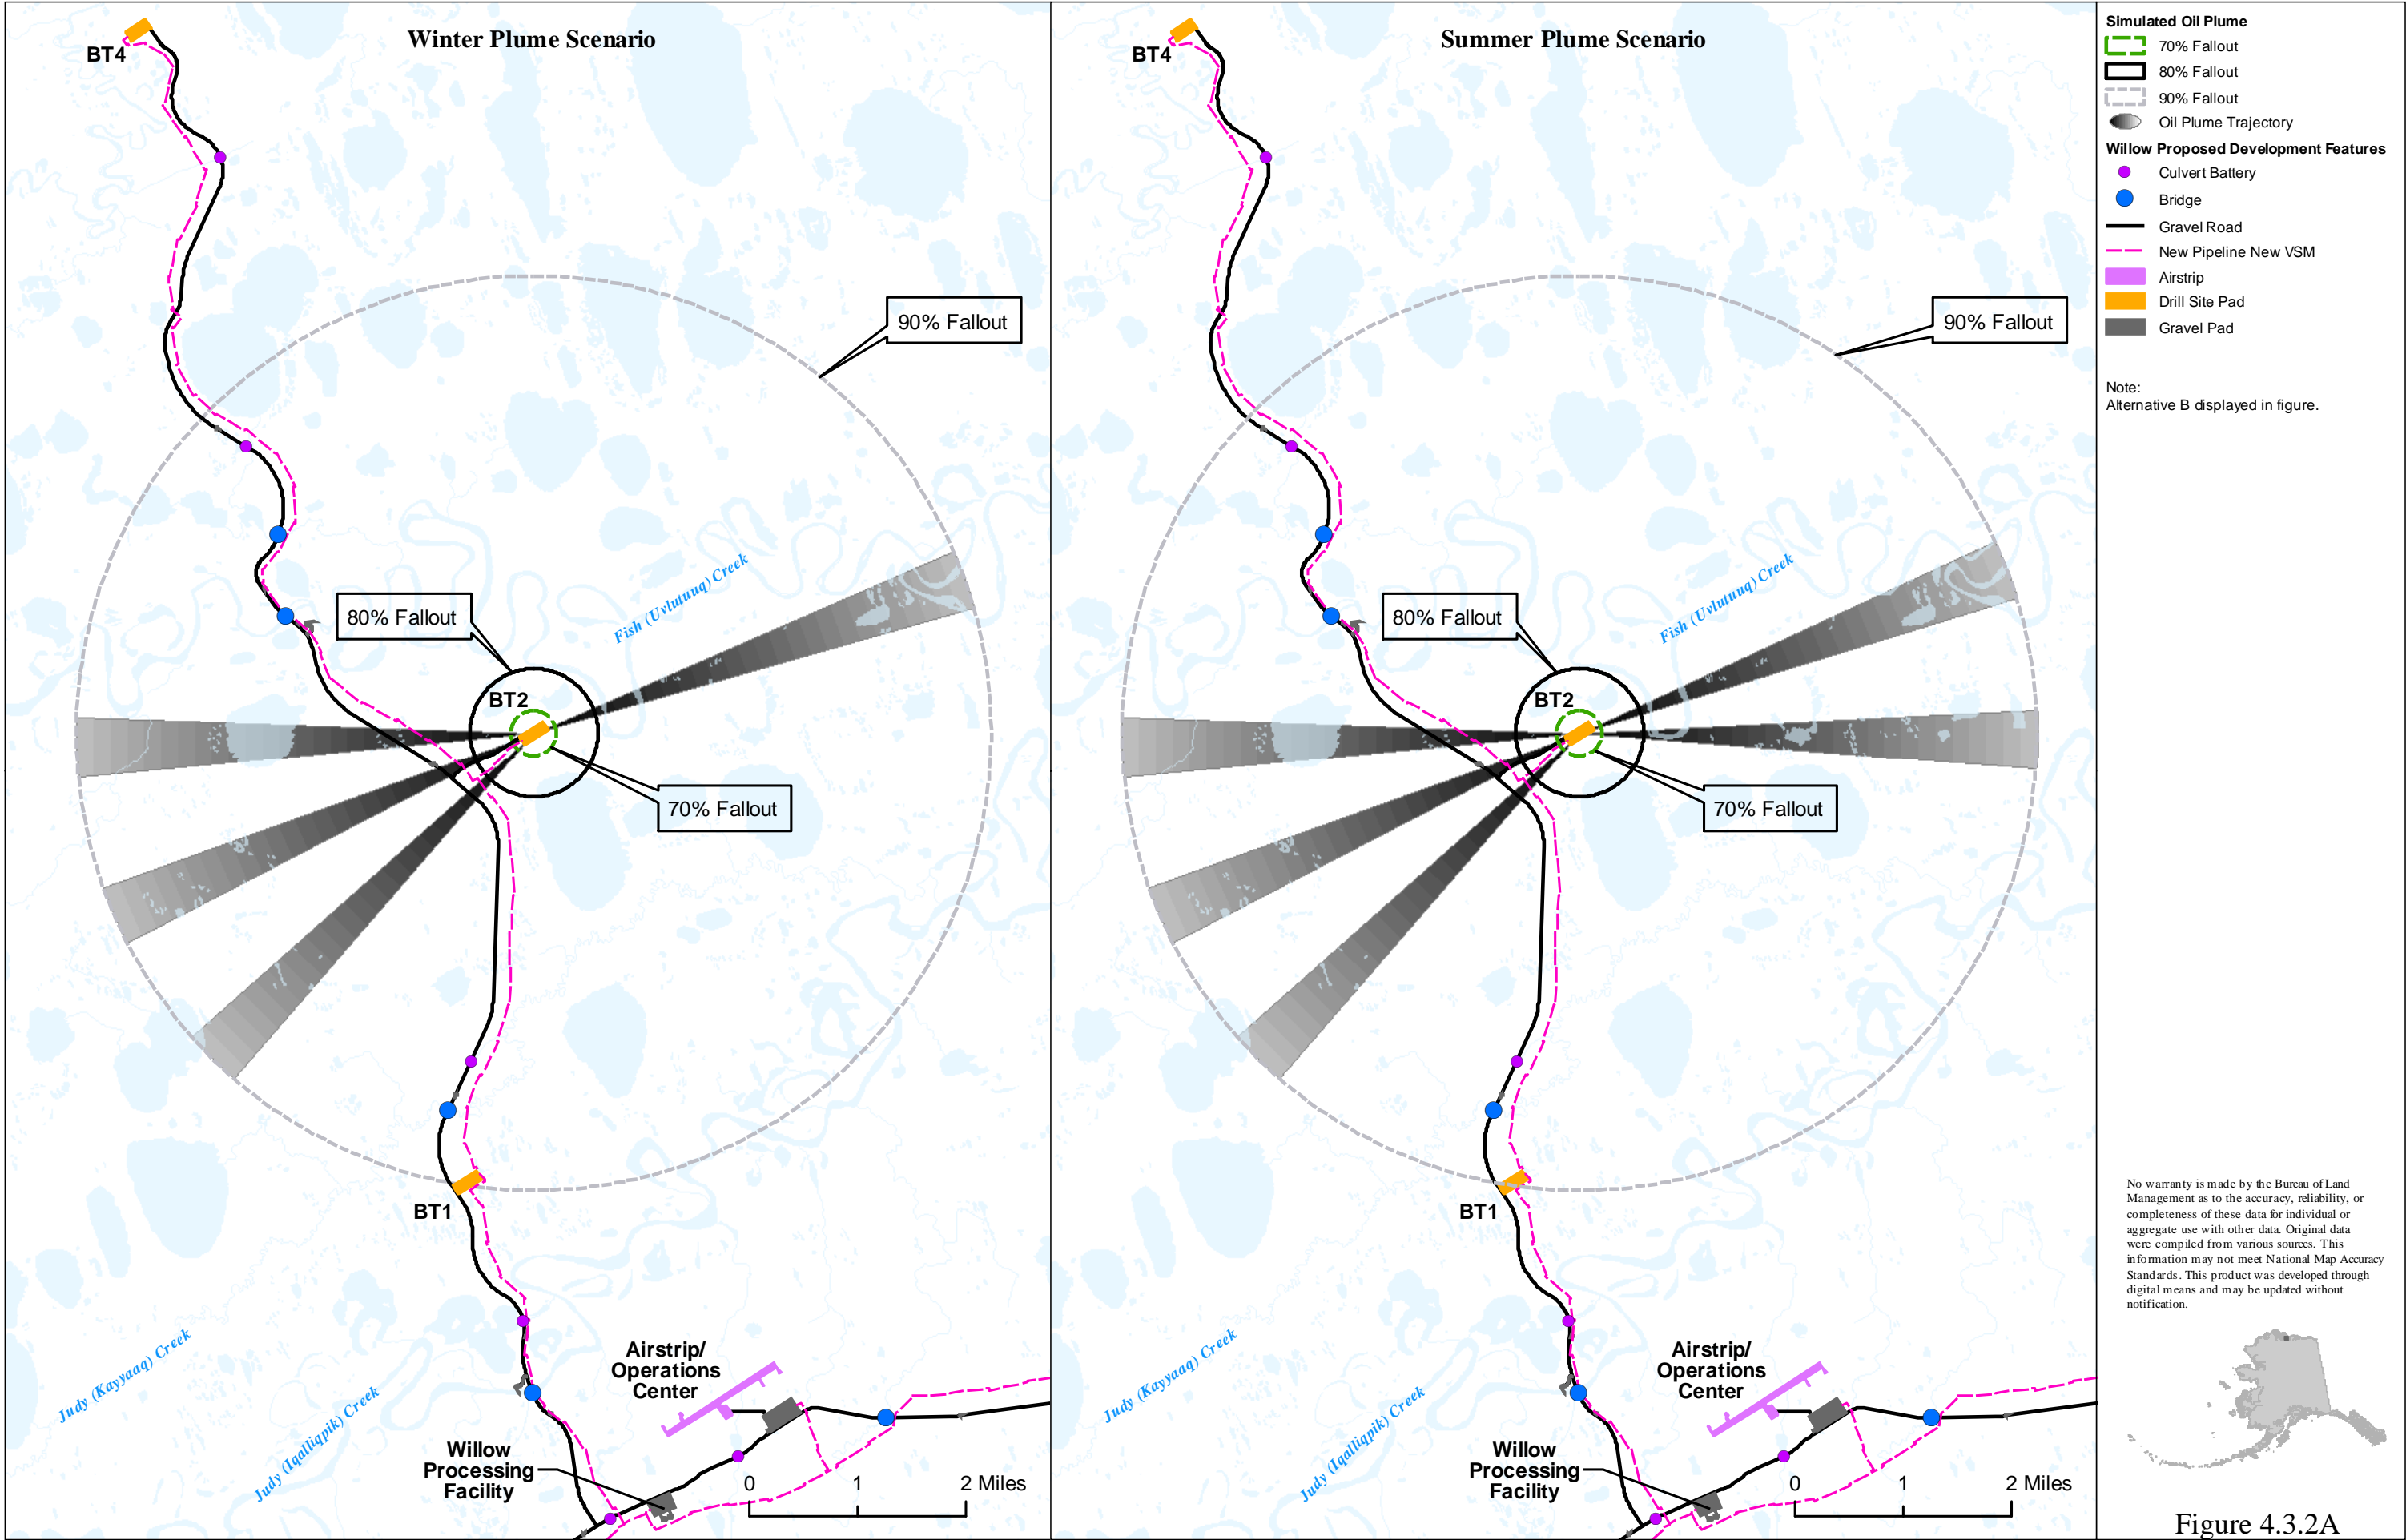 Winter Plume Scenario
BT4
90% Fallout
80% Fallout
Fish (Uvlutuuq) Creek
BT2
70% Fallout
BT1
Judy (Kayyaaq) Creek
Judy (Iqalliqpik) Creek
Airstrip/
Operations
Center
Willow
Processing
Facility
0
1
2 Miles
Summer Plume Scenario
BT4
90% Fallout
80% Fallout
Fish (Uvlutuuq) Creek
BT2
70% Fallout
BT1
Judy (Kayyaaq) Creek
Judy (Iqalliqpik) Creek
Airstrip/
Operations
Center
Willow
Processing
Facility
0
1
2 Miles
Simulated Oil Plume
70% Fallout
80% Fallout
90% Fallout
Oil Plume Trajectory
Willow Proposed Development Features
Culvert Battery
Bridge
Gravel Road
New Pipeline New VSM
Airstrip
Drill Site Pad
Gravel Pad
Note:
Alternative B displayed in figure.
No warranty is made by the Bureau of Land
Management as to the accuracy, reliability, or
completeness of these data for individual or
aggregate use with other data. Original data
were compiled from various sources. This
information may not meet National Map Accuracy
Standards. This product was developed through
digital means and may be updated without
notification.
Figure 4.3.2A